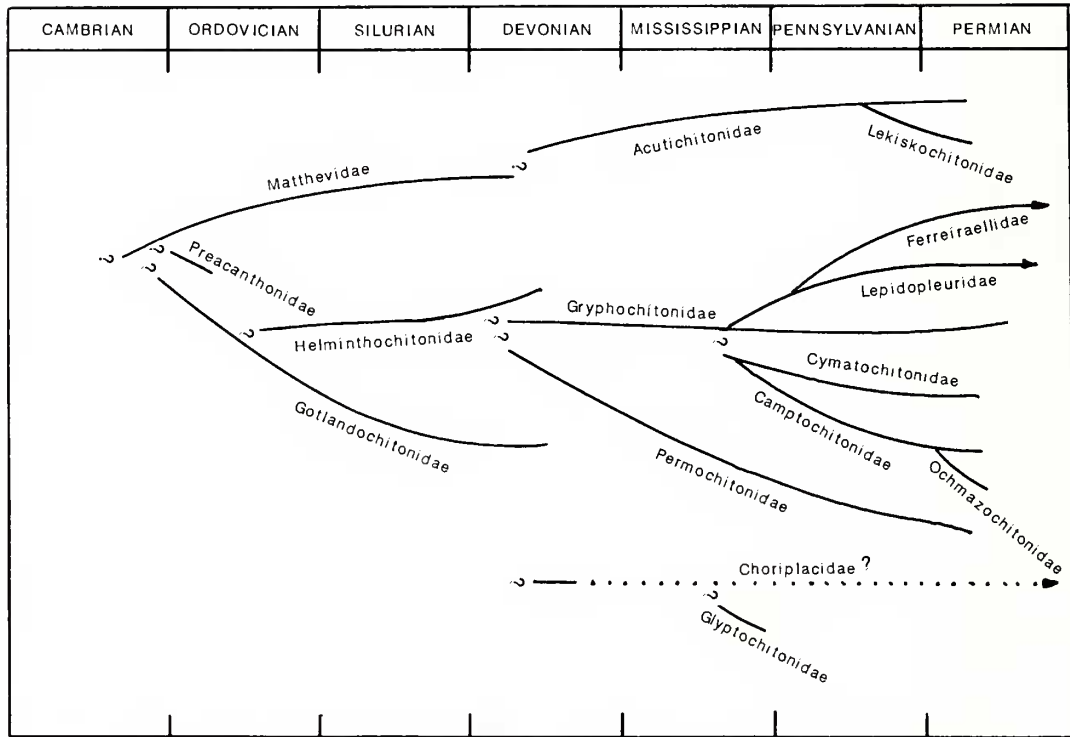 CAMBRIAN ORDOVICIAN SILURIAN DEVONIAN MISSISSIPPIAN PENNSYLVANIAN PERMIAN
Acutichitonidae
Lekiskochitonidae
?
Matthevidae
Ferreiraellidae
?
Preacanthonidae
?
?
Lepidopleuridae
Gryphochitonidae
?
?
Helminthochitonidae
?
?
Cymatochitonidae
Camptochitonidae
Gotlandochitonidae
Permochitonidae
Ochmazochitonidae
Choriplacidae ?
?
?
Glyptochitonidae